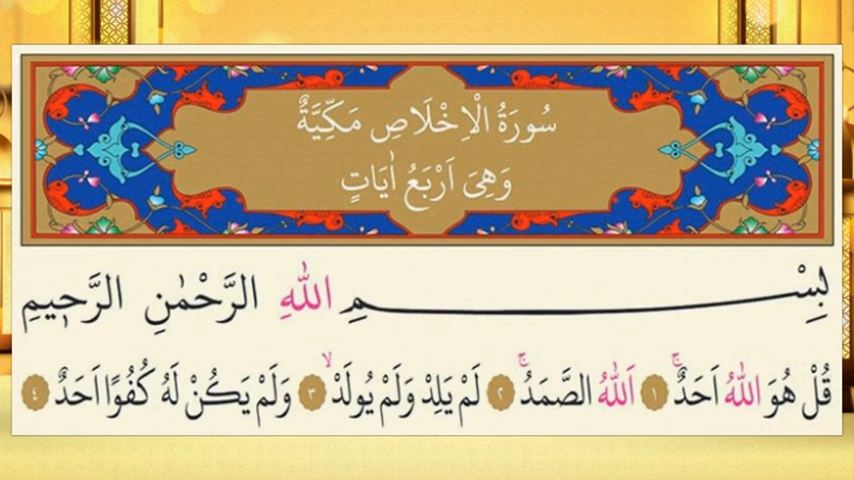 سُورَةُ الْاِخْلَاصِ مَكِّيَّةٌ
وَهِىَ اَرْبَعُ اٰيَاتٍ
بِسْمِ اللّٰهِ الرَّحْمٰنِ الرَّحٖيمِ
قُلْ هُوَ اللّٰهُ اَحَدٌۚ ١ اَللّٰهُ الصَّمَدُۚ ٢ لَمْ يَلِدْ وَلَمْ يُولَدْۙ ٣ وَلَمْ يَكُنْ لَهُ كُفُوًا اَحَدٌ ٤